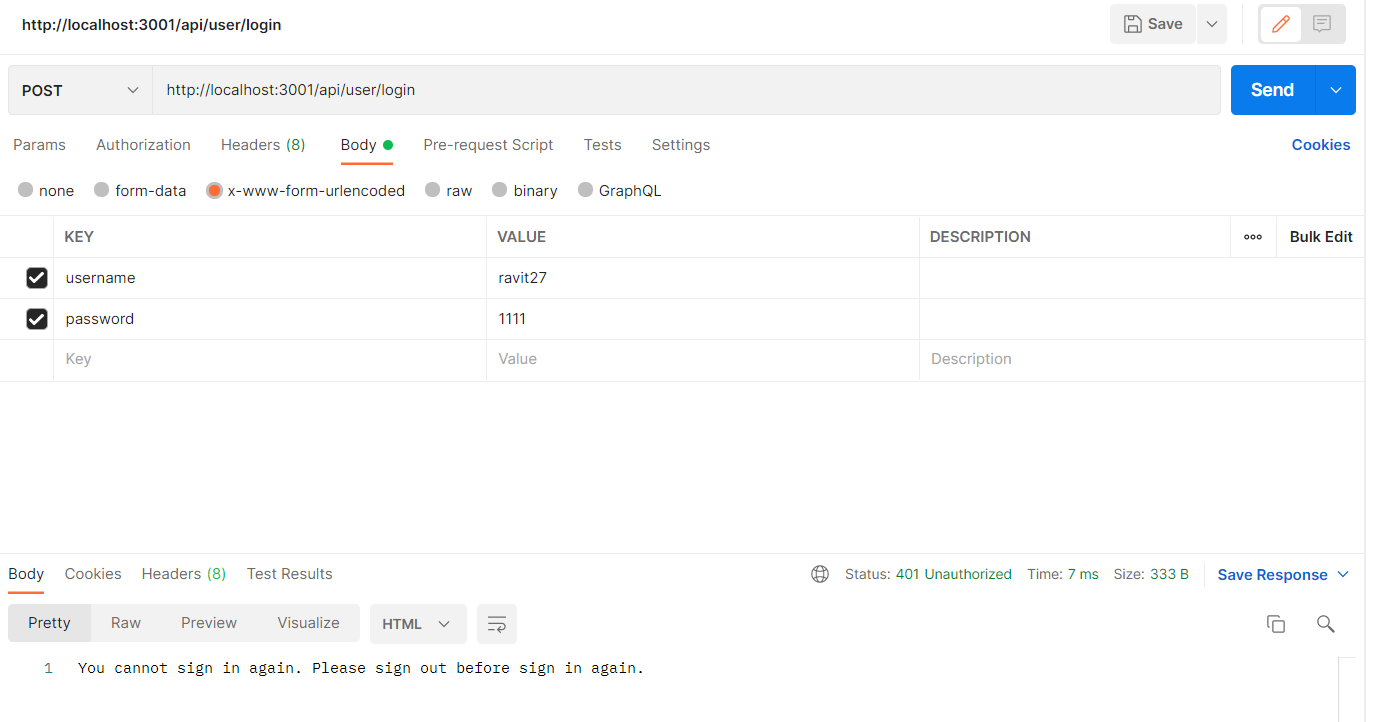 http://localhost:3001/api/user/login
Save
POST
http://localhost:3001/api/user/login
Send
Params Authorization Headers (8) Body Pre-request Script Tests Settings Cookies
none form-data x-www-form-urlencoded raw binary GraphQL
KEY VALUE DESCRIPTION ooo Bulk Edit
username ravit27
password 1111
Key Value Description
Body Cookies Headers (8) Test Results Status: 401 Unauthorized Time: 7 ms Size: 333 B Save Response
Pretty Raw Preview Visualize HTML
1 You cannot sign in again. Please sign out before sign in again.